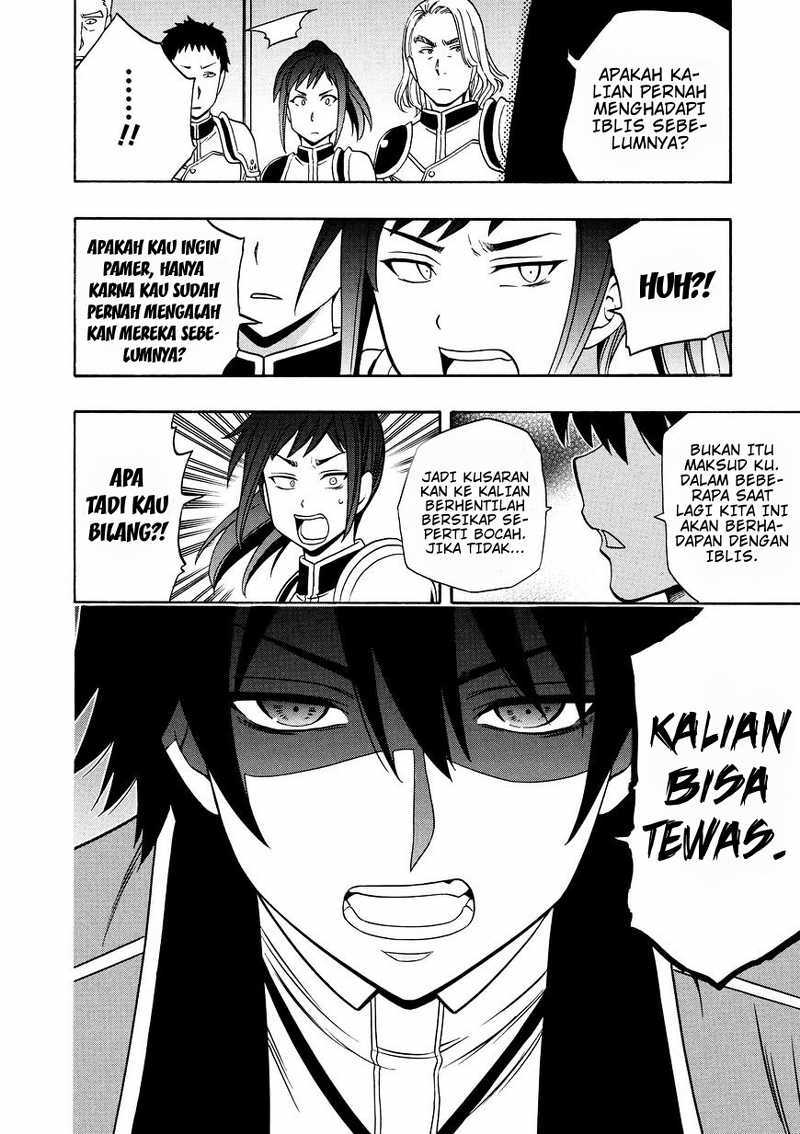 APAKAH KA-
LIAN PERNAH
MENGHADAPI
IBLIS SEBE-
LUMNYA?
......!!
HUH?!
APAKAH KAU INGIN
PAMER, HANYA
KARNA KAU SUDAH
PERNAH MENGALAH
KAN MEREKA SEBE-
LUMNYA?
BUKAN ITU
MAKSUD KU.
DALAM BEBE-
RAPA SAAT
LAGI KITA INI
AKAN BERHA-
DAPAN DENGAN
IBLIS.
JADI KUSARAN
KAN KE KALIAN
BERHENTILAH
BERSIKAP SE-
PERTI BOCAH.
JIKA TIDAK...
APA
TADI KAU
BILANG?!
KALIAN
BISA
TEWAS.